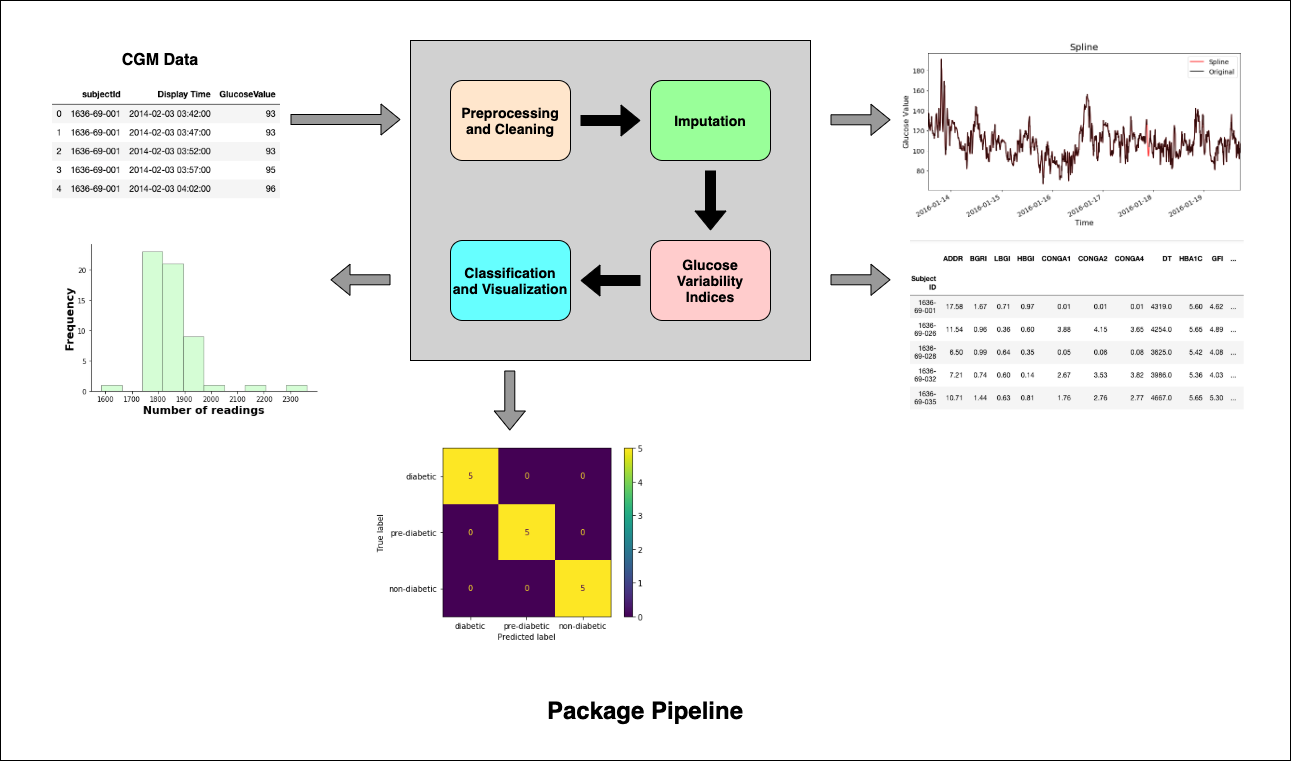 CGM Data
subjectId Display Time GlucoseValue
0 1636-69-001 2014-02-03 03:42:00 93
1 1636-69-001 2014-02-03 03:47:00 93
2 1636-69-001 2014-02-03 03:52:00 93
3 1636-69-001 2014-02-03 03:57:00 95
4 1636-69-001 2014-02-03 04:02:00 96
Preprocessing
and Cleaning
Imputation
Classification
and Visualization
Glucose
Variability
Indices
Spline
Spline
Original
Glucose Value
180
160
140
120
100
80
2016-01-14 2016-01-15 2016-01-16 2016-01-17 2016-01-18 2016-01-19
Time
Frequency
20
15
10
5
0
1600 1700 1800 1900 2000 2100 2200 2300
Number of readings
ADDR BGRI LBGI HBGI CONGA1 CONGA2 CONGA4 DT HBA1C GFI ...
Subject
ID
1636-
69-001 17.58 1.67 0.71 0.97 0.01 0.01 0.01 4319.0 5.60 4.62 ...
1636-
69-026 11.54 0.96 0.36 0.60 3.88 4.15 3.65 4254.0 5.65 4.89 ...
1636-
69-028 6.50 0.99 0.64 0.35 0.05 0.06 0.08 3625.0 5.42 4.08 ...
1636-
69-032 7.21 0.74 0.60 0.14 2.67 3.53 3.82 3986.0 5.36 4.03 ...
1636-
69-035 10.71 1.44 0.63 0.81 1.76 2.76 2.77 4667.0 5.65 5.30 ...
True label
diabetic 5 0 0
pre-diabetic 0 5 0
non-diabetic 0 0 5
diabetic pre-diabetic non-diabetic
Predicted label
5
4
3
2
1
0
Package Pipeline